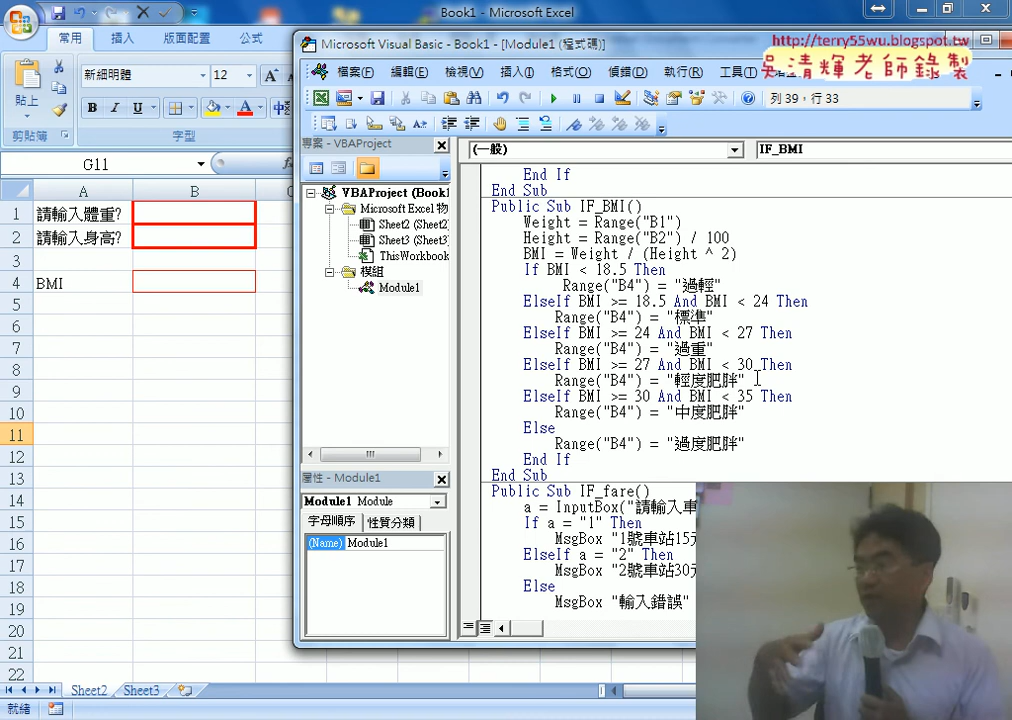 Book1 - Microsoft Excel
常用 插入 版面配置 公式
貼上
新細明體 12
B I U
剪貼簿 字型
G11
A B
1 請輸入體重?
2 請輸入身高?
3
4 BMI
5
6
7
8
9
10
11
12
13
14
15
16
17
18
19
20
21
22
Sheet2 Sheet3
就緒
Microsoft Visual Basic - Book1 - [Module1 (程式碼)]
http://terry55wu.blogspot.tw
吳清輝老師錄製
檔案(F) 編輯(E) 檢視(V) 插入(I) 格式(O) 偵錯(D) 執行(R) 工具(T)
列 39, 行 33
專案 - VBAProject
VBAProject (Book1
Microsoft Excel 物
Sheet2 (Sheet2
Sheet3 (Sheet3
ThisWorkbook
模組
Module1
屬性 - Module1
Module1 Module
字母順序 性質分類
(Name) Module1
(一般) IF_BMI
End If
End Sub
Public Sub IF_BMI()
Weight = Range("B1")
Height = Range("B2") / 100
BMI = Weight / (Height ^ 2)
If BMI < 18.5 Then
Range("B4") = "過輕"
ElseIf BMI >= 18.5 And BMI < 24 Then
Range("B4") = "標準"
ElseIf BMI >= 24 And BMI < 27 Then
Range("B4") = "過重"
ElseIf BMI >= 27 And BMI < 30 Then
Range("B4") = "輕度肥胖"
ElseIf BMI >= 30 And BMI < 35 Then
Range("B4") = "中度肥胖"
Else
Range("B4") = "過度肥胖"
End If
End Sub
Public Sub IF_fare()
a = InputBox("請輸入車
If a = "1" Then
MsgBox "1號車站15元
ElseIf a = "2" Then
MsgBox "2號車站30元
Else
MsgBox "輸入錯誤"